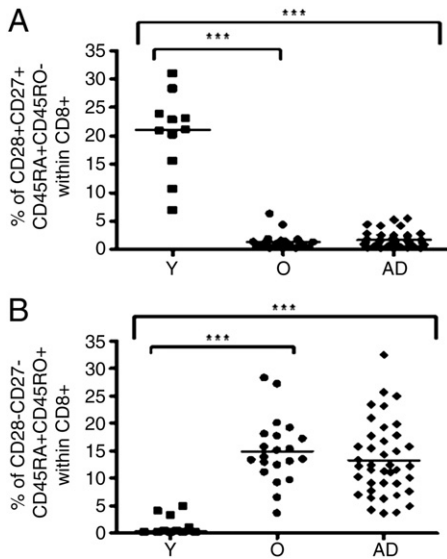 A
***
***
% of CD28+CD27+
CD45RA+CD45RO-
within CD8+
35
30
25
20
15
10
5
0
Y O AD
B
***
***
% of CD28-CD27-
CD45RA+CD45RO+
within CD8+
35
30
25
20
15
10
5
0
Y O AD